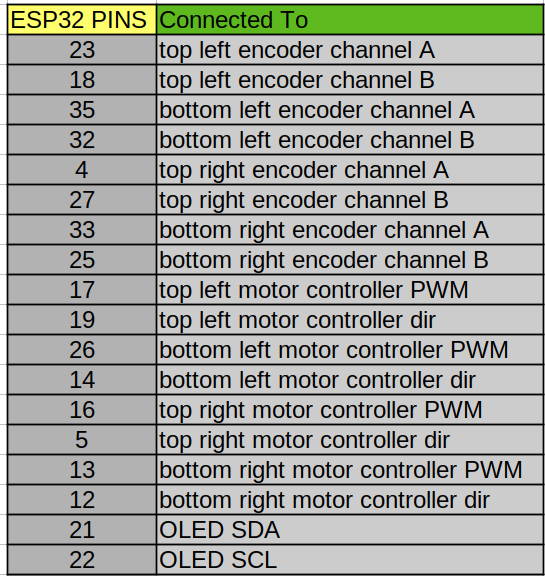 ESP32 PINS Connected To
23 top left encoder channel A
18 top left encoder channel B
35 bottom left encoder channel A
32 bottom left encoder channel B
4 top right encoder channel A
27 top right encoder channel B
33 bottom right encoder channel A
25 bottom right encoder channel B
17 top left motor controller PWM
19 top left motor controller dir
26 bottom left motor controller PWM
14 bottom left motor controller dir
16 top right motor controller PWM
5 top right motor controller dir
13 bottom right motor controller PWM
12 bottom right motor controller dir
21 OLED SDA
22 OLED SCL